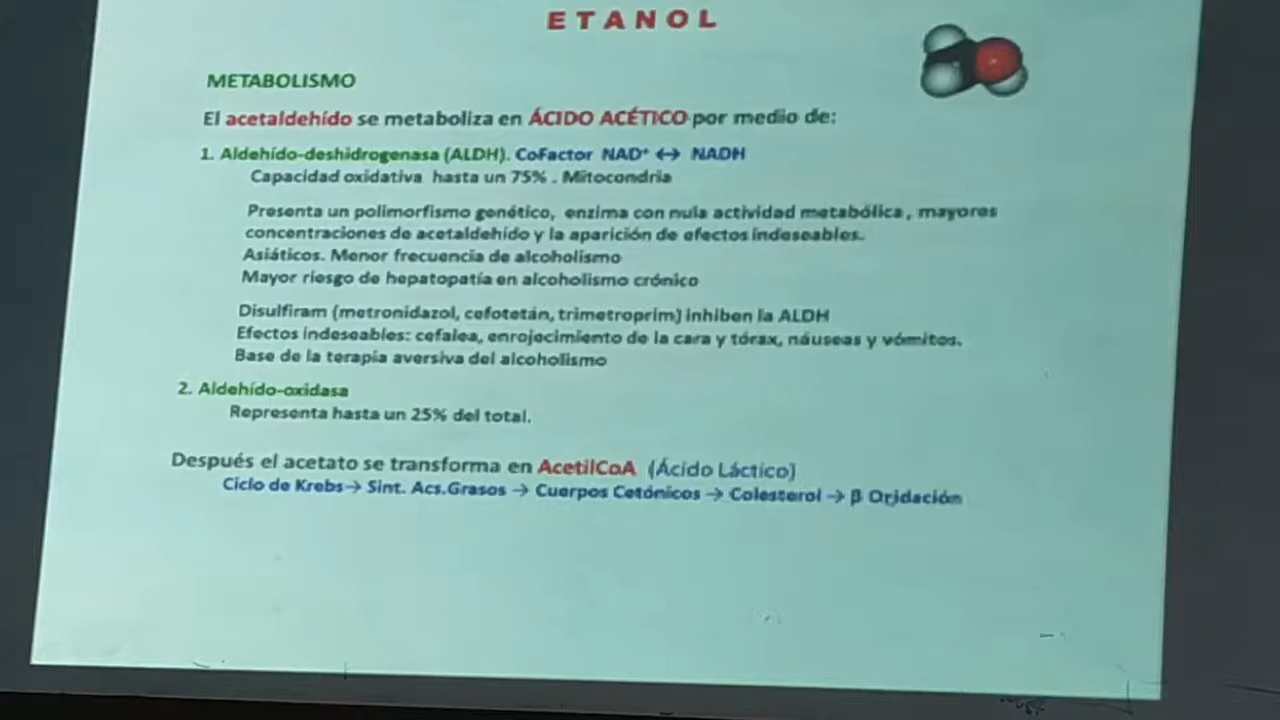 ETANOL
METABOLISMO
El acetaldehído se metaboliza en ÁCIDO ACÉTICO por medio de:
1. Aldehído-deshidrogenasa (ALDH). CoFactor NAD⁺ ↔ NADH
Capacidad oxidativa hasta un 75% . Mitocondria
Presenta un polimorfismo genético, enzima con nula actividad metabólica, mayores
concentraciones de acetaldehído y la aparición de efectos indeseables.
Asiáticos. Menor frecuencia de alcoholismo
Mayor riesgo de hepatopatía en alcoholismo crónico
Disulfiram (metronidazol, cefotetán, trimetroprim) inhiben la ALDH
Efectos indeseables: cefalea, enrojecimiento de la cara y tórax, náuseas y vómitos.
Base de la terapia aversiva del alcoholismo
2. Aldehído-oxidasa
Representa hasta un 25% del total.
Después el acetato se transforma en AcetilCoA (Ácido Láctico)
Ciclo de Krebs→ Sint. Acs.Grasos → Cuerpos Cetónicos → Colesterol → β Oxidación